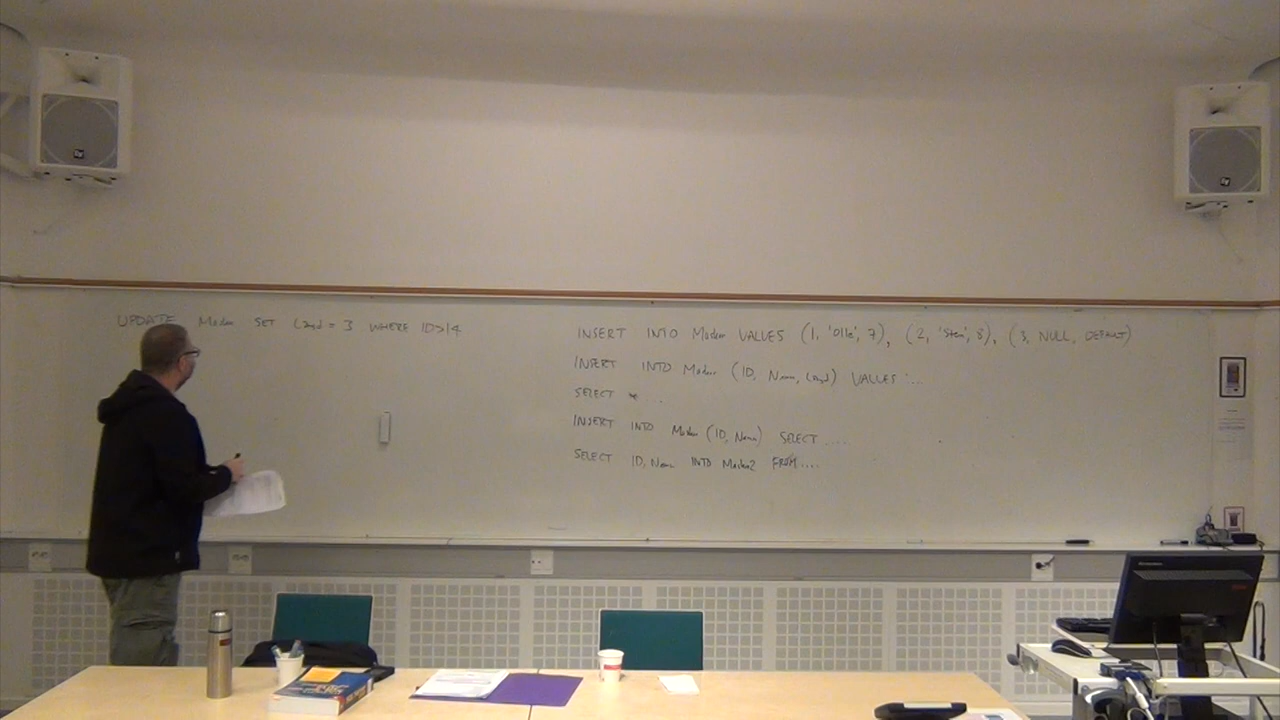 UPDATE Moder SET Land = 3 WHERE ID>14
INSERT INTO Moder VALUES (1, 'Olle', 7), (2, 'Sten', 8), (3, NULL, DEFAULT)
INSERT INTO Moder (ID, Namn, Land) VALUES ...
SELECT * ...
INSERT INTO Moder (ID, Namn) SELECT ....
SELECT ID, Namn INTO Moder2 FROM ....